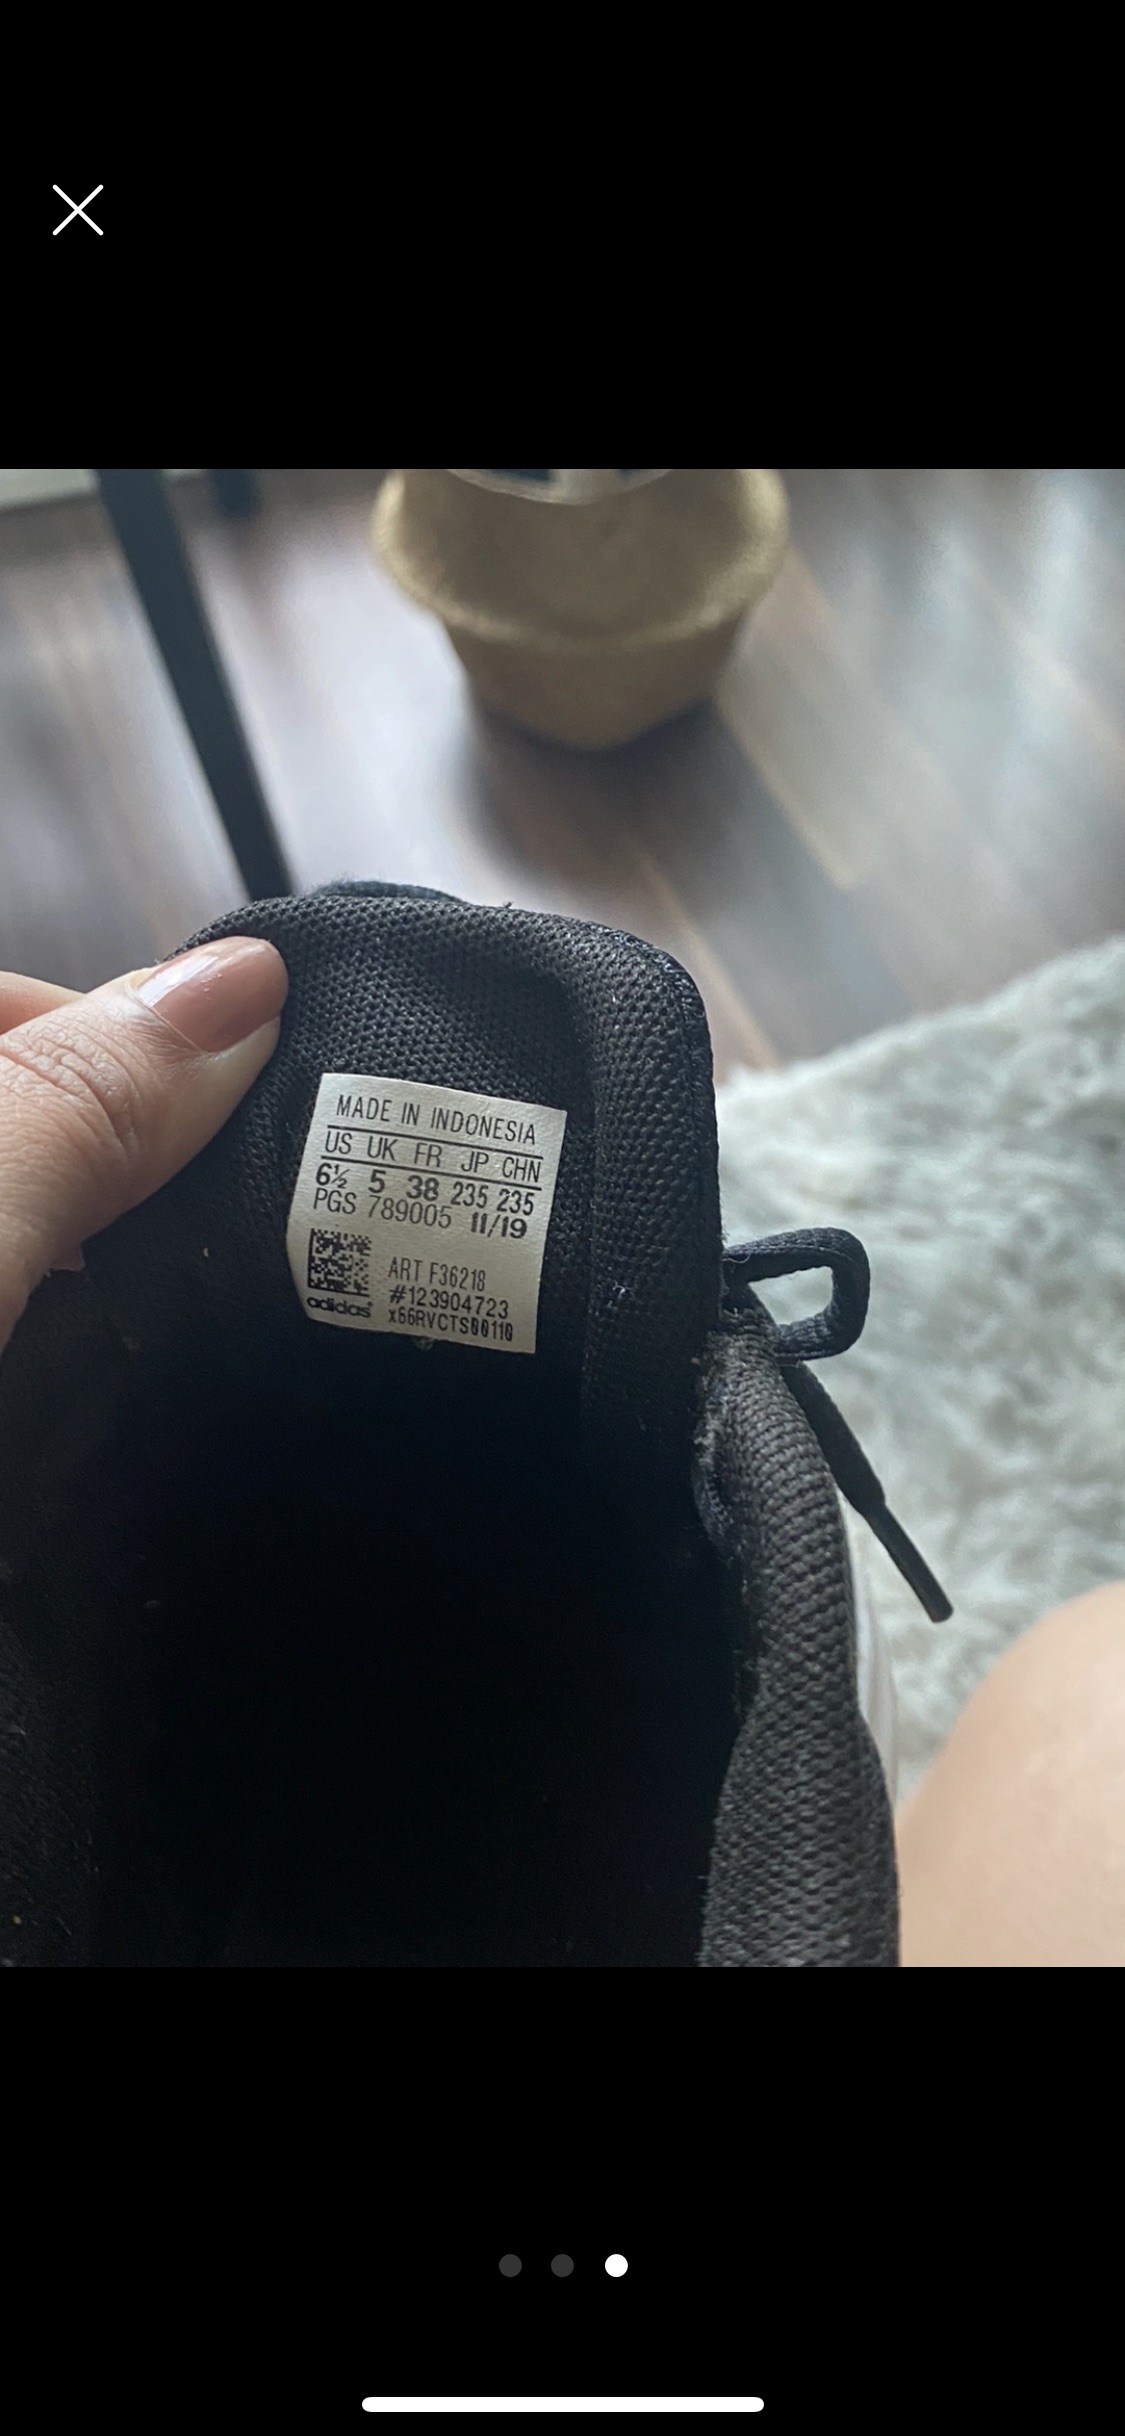 MADE IN INDONESIA
US UK FR JP CHN
6½ 5 38 235 235
PGS 789005 11/19
ART F36218
#123904723
x66RVCTS00110
adidas